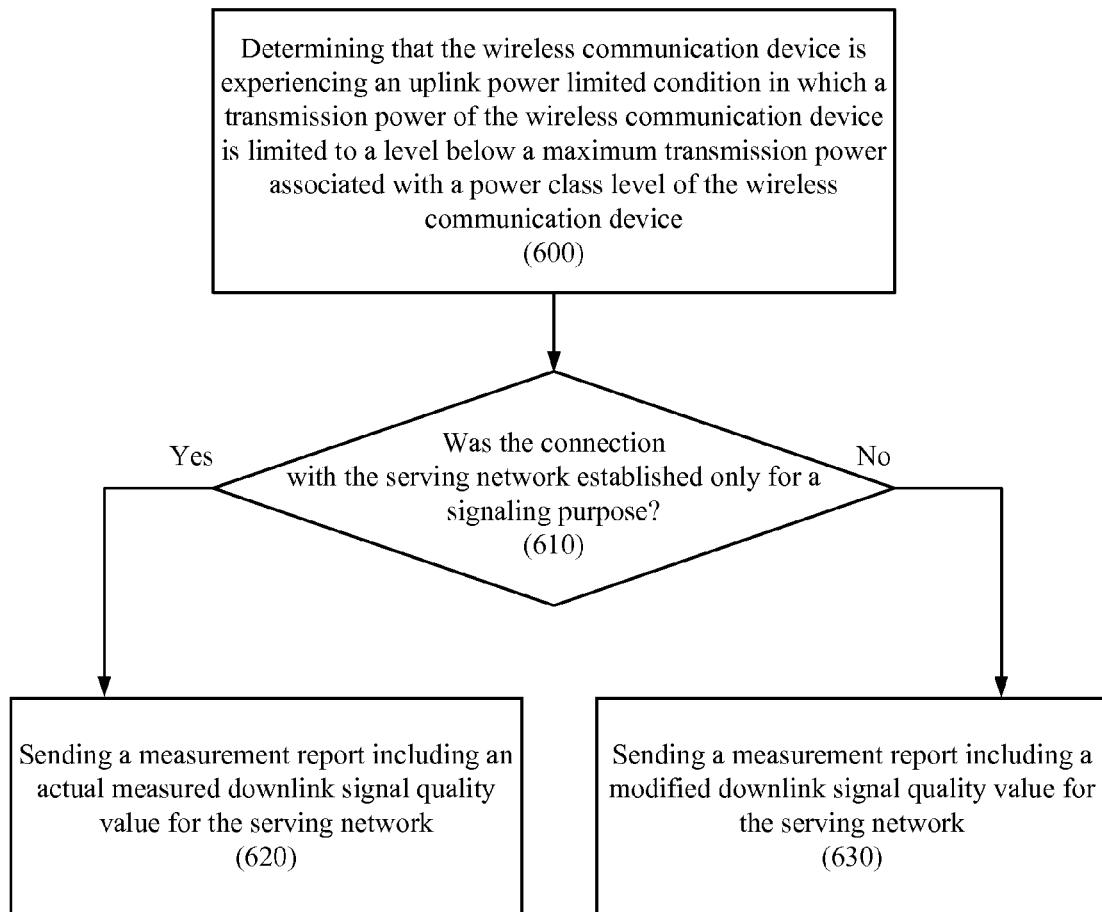 Determining that the wireless communication device is
experiencing an uplink power limited condition in which a
transmission power of the wireless communication device
is limited to a level below a maximum transmission power
associated with a power class level of the wireless
communication device
(600)
Was the connection
with the serving network established only for a
signaling purpose?
(610)
Yes
No
Sending a measurement report including an
actual measured downlink signal quality
value for the serving network
(620)
Sending a measurement report including a
modified downlink signal quality value for
the serving network
(630)